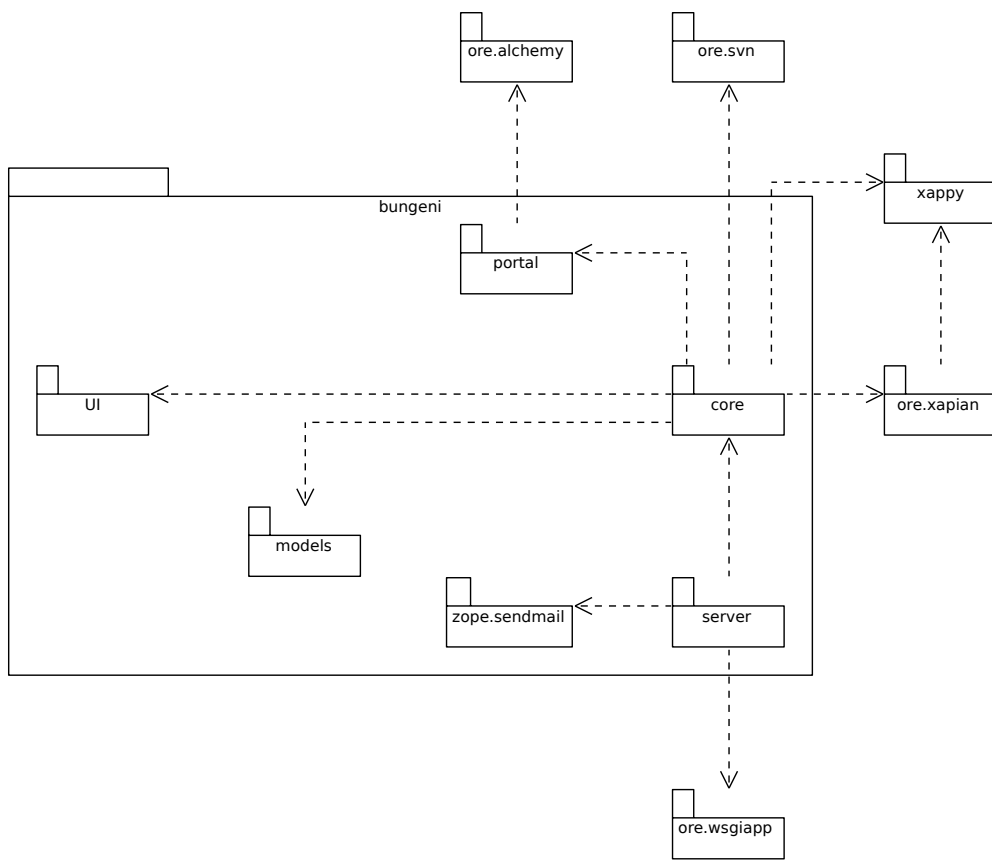 ore.alchemy
ore.svn
xappy
bungeni
portal
UI
core
ore.xapian
models
zope.sendmail
server
ore.wsgiapp